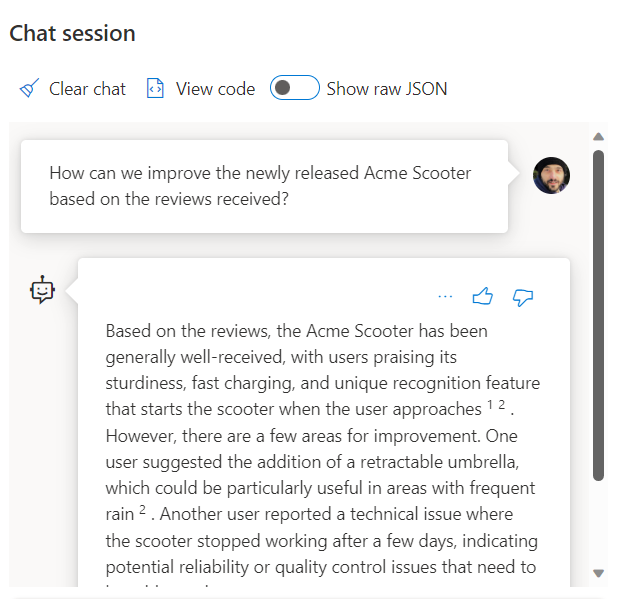 Chat session
Clear chat View code Show raw JSON
How can we improve the newly released Acme Scooter
based on the reviews received?
...
Based on the reviews, the Acme Scooter has been
generally well-received, with users praising its
sturdiness, fast charging, and unique recognition feature
that starts the scooter when the user approaches 1 2 .
However, there are a few areas for improvement. One
user suggested the addition of a retractable umbrella,
which could be particularly useful in areas with frequent
rain 2 . Another user reported a technical issue where
the scooter stopped working after a few days, indicating
potential reliability or quality control issues that need to